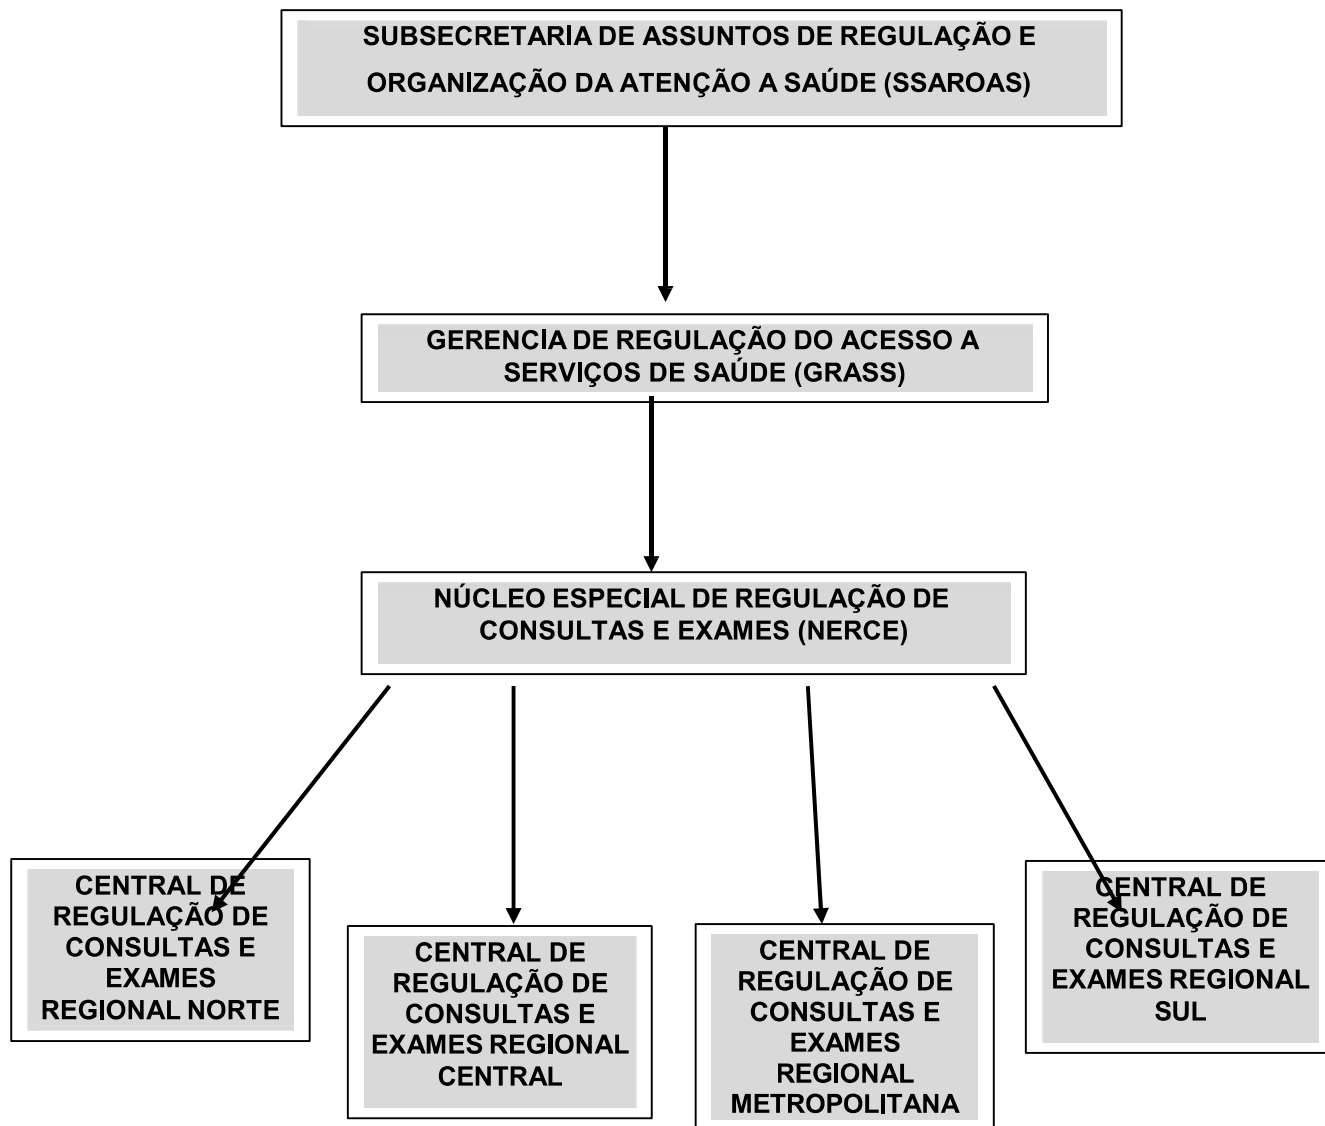 SUBSECRETARIA DE ASSUNTOS DE REGULAÇÃO E
ORGANIZAÇÃO DA ATENÇÃO A SAÚDE (SSAROAS)
GERENCIA DE REGULAÇÃO DO ACESSO A
SERVIÇOS DE SAÚDE (GRASS)
NÚCLEO ESPECIAL DE REGULAÇÃO DE
CONSULTAS E EXAMES (NERCE)
CENTRAL DE
REGULAÇÃO DE
CONSULTAS E
EXAMES
REGIONAL NORTE
CENTRAL DE
REGULAÇÃO DE
CONSULTAS E
EXAMES REGIONAL
CENTRAL
CENTRAL DE
REGULAÇÃO DE
CONSULTAS E
EXAMES
REGIONAL
METROPOLITANA
CENTRAL DE
REGULAÇÃO DE
CONSULTAS E
EXAMES REGIONAL
SUL